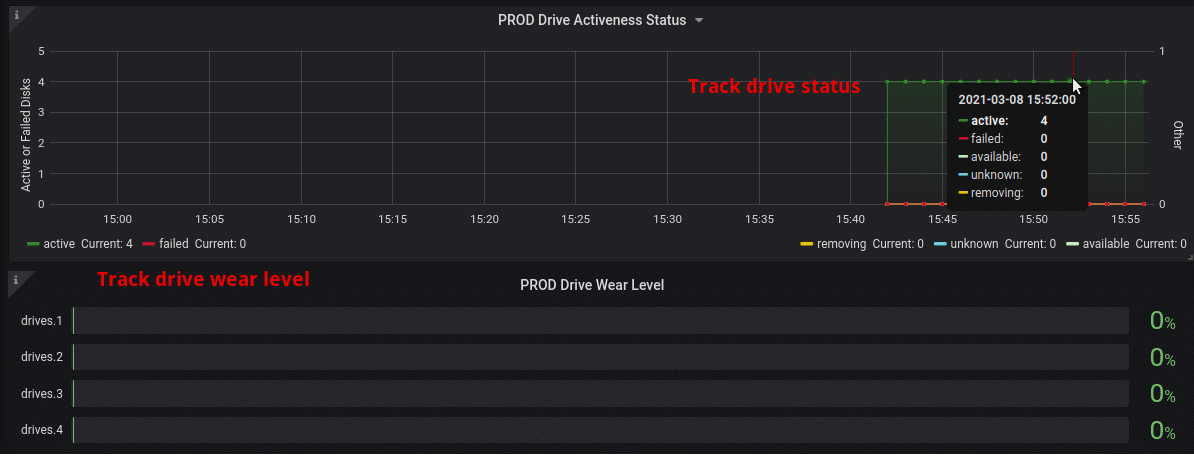 i
PROD Drive Activeness Status
5
4
3
2
1
0
Active or Failed Disks
1
0
Other
Track drive status
2021-03-08 15:52:00
active: 4
failed: 0
available: 0
unknown: 0
removing: 0
15:00 15:05 15:10 15:15 15:20 15:25 15:30 15:35 15:40 15:45 15:50 15:55
active Current: 4 failed Current: 0 removing Current: 0 unknown Current: 0 available Current: 0
i
Track drive wear level
PROD Drive Wear Level
drives.1 0%
drives.2 0%
drives.3 0%
drives.4 0%